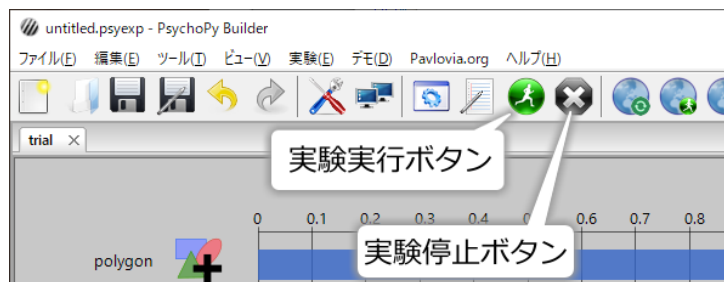 untitled.psyexp - PsychoPy Builder
ファイル(F) 編集(E) ツール(T) ビュー(V) 実験(E) デモ(D) Pavlovia.org ヘルプ(H)
trial ×
実験実行ボタン
0 0.1 0.2 0.3 0.4 0.6 0.7 0.8
実験停止ボタン
polygon